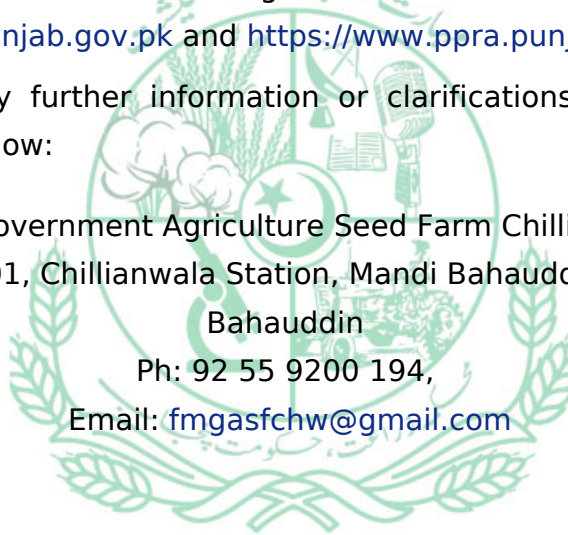 njab.gov.pk and https://www.ppra.punj
y further information or clarifications
ow:
overnment Agriculture Seed Farm Chilli
01, Chillianwala Station, Mandi Bahaudd
Bahauddin
Ph: 92 55 9200 194,
Email: fmgasfchw@gmail.com